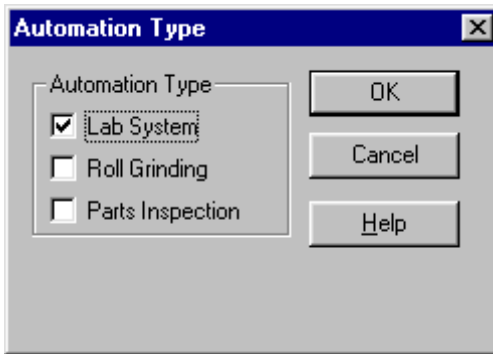 Automation Type
Automation Type
Lab System
Roll Grinding
Parts Inspection
OK
Cancel
Help